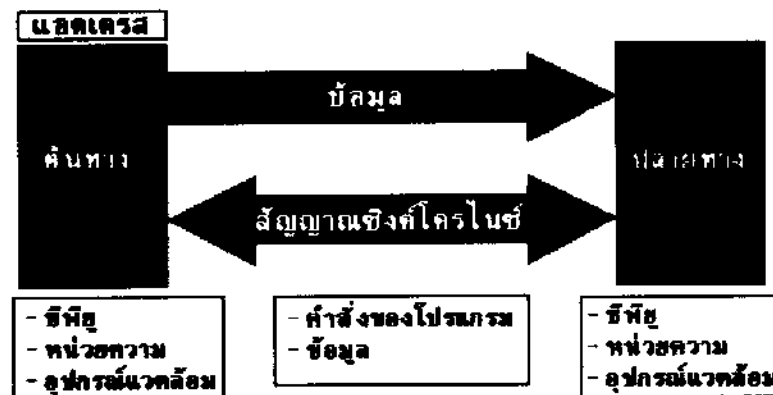 แอดเดรส
ข้อมูล
ต้นทาง
ปลายทาง
สัญญาณซิงค์โครไนซ์
- ซีพียู
- หน่วยความ
- อุปกรณ์แวดล้อม
- คำสั่งของโปรแกรม
- ข้อมูล
- ซีพียู
- หน่วยความ
- อุปกรณ์แวดล้อม